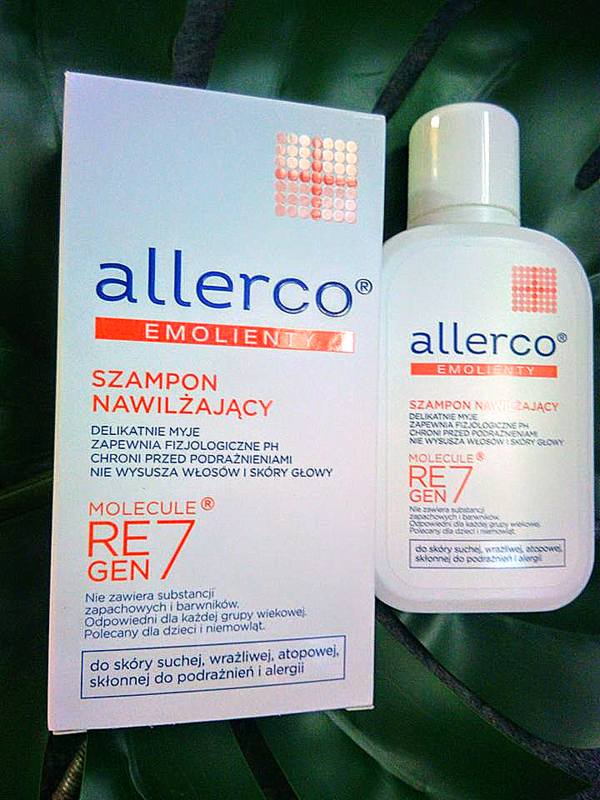 allerco®
EMOLIENTY
SZAMPON
NAWILŻAJĄCY
DELIKATNIE MYJE
ZAPEWNIA FIZJOLOGICZNE PH
CHRONI PRZED PODRAŻNIENIAMI
NIE WYSUSZA WŁOSÓW I SKÓRY GŁOWY
MOLECULE®
RE7
GEN
Nie zawiera substancji
zapachowych i barwników.
Odpowiedni dla każdej grupy wiekowej.
Polecany dla dzieci i niemowląt.
do skóry suchej, wrażliwej, atopowej,
skłonnej do podrażnień i alergii
allerco®
EMOLIENTY
SZAMPON NAWILŻAJĄCY
DELIKATNIE MYJE
ZAPEWNIA FIZJOLOGICZNE PH
CHRONI PRZED PODRAŻNIENIAMI
NIE WYSUSZA WŁOSÓW I SKÓRY GŁOWY
MOLECULE®
RE7
GEN
Nie zawiera substancji
zapachowych i barwników.
Odpowiedni dla każdej grupy wiekowej.
Polecany dla dzieci i niemowląt.
do skóry suchej, wrażliwej, atopowej,
skłonnej do podrażnień i alergii